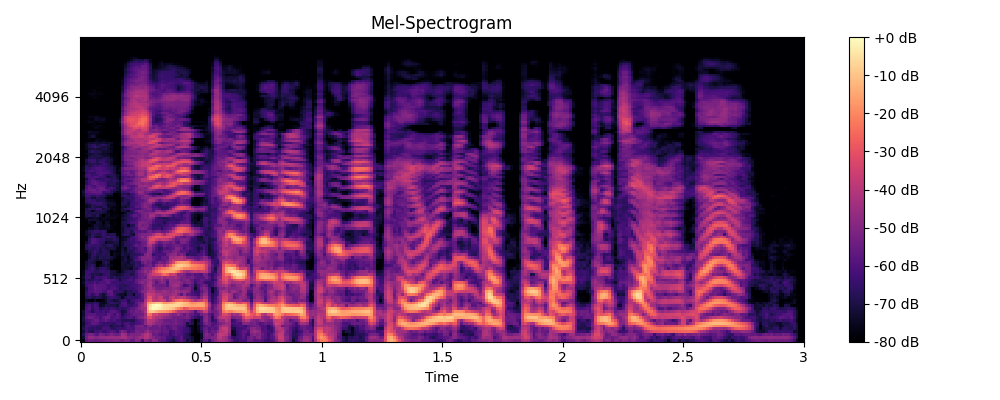 Mel-Spectrogram
+0 dB
4096
-10 dB
-20 dB
2048
-30 dB
Hz
-40 dB
1024
-50 dB
512
-60 dB
-70 dB
0
-80 dB
0 0.5 1 1.5 2 2.5 3
Time